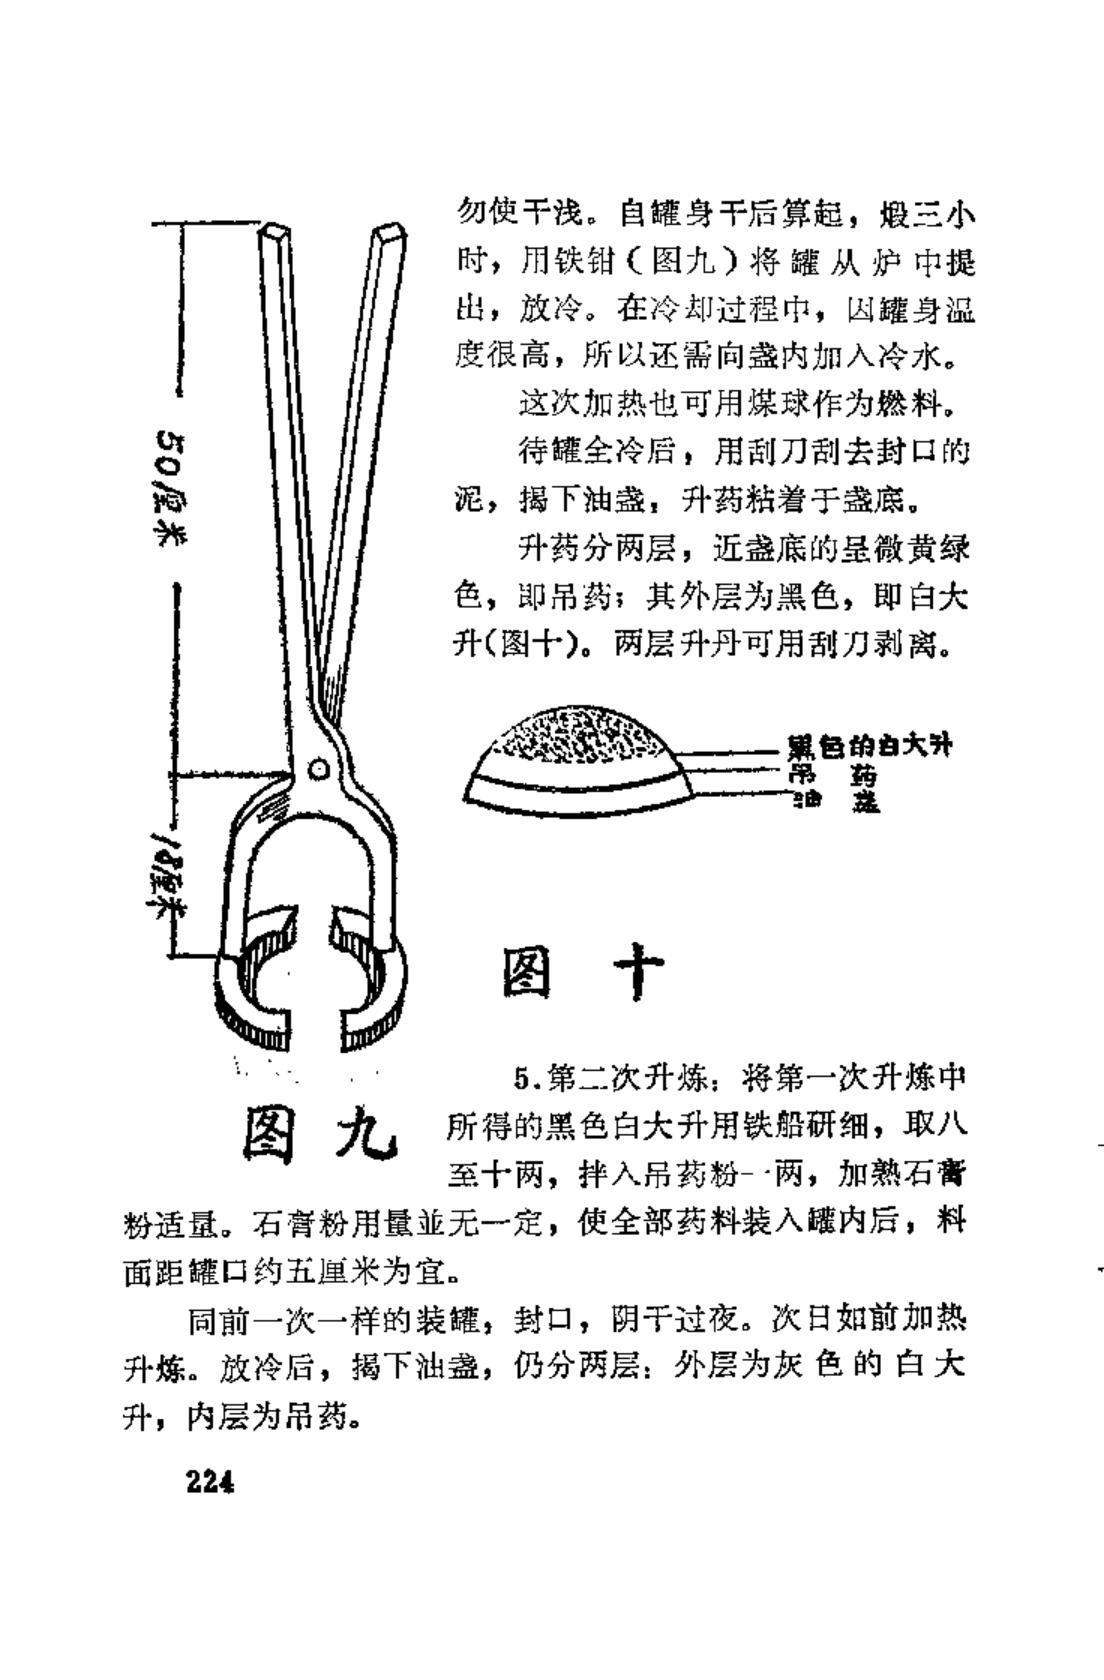 勿使干浅。自罐身干后算起，煅三小
时，用铁钳（图九）将罐从炉中提
出，放冷。在冷却过程中，因罐身温
度很高，所以还需向盏内加入冷水。
这次加热也可用煤球作为燃料。
待罐全冷后，用刮刀刮去封口的
泥，揭下油盏，升药粘着于盏底。
升药分两层，近盏底的呈微黄绿
色，即吊药；其外层为黑色，即白大
升(图十)。两层升丹可用刮刀剥离。
50厘米
18厘米
黑色的白大升
吊 药
油 盏
图 十
图 九
5.第二次升炼：将第一次升炼中
所得的黑色白大升用铁船研细，取八
至十两，拌入吊药粉一两，加熟石膏
粉适量。石膏粉用量並无一定，使全部药料装入罐内后，料
面距罐口约五厘米为宜。
同前一次一样的装罐，封口，阴干过夜。次日如前加热
升炼。放冷后，揭下油盏，仍分两层：外层为灰色的白大
升，内层为吊药。
224